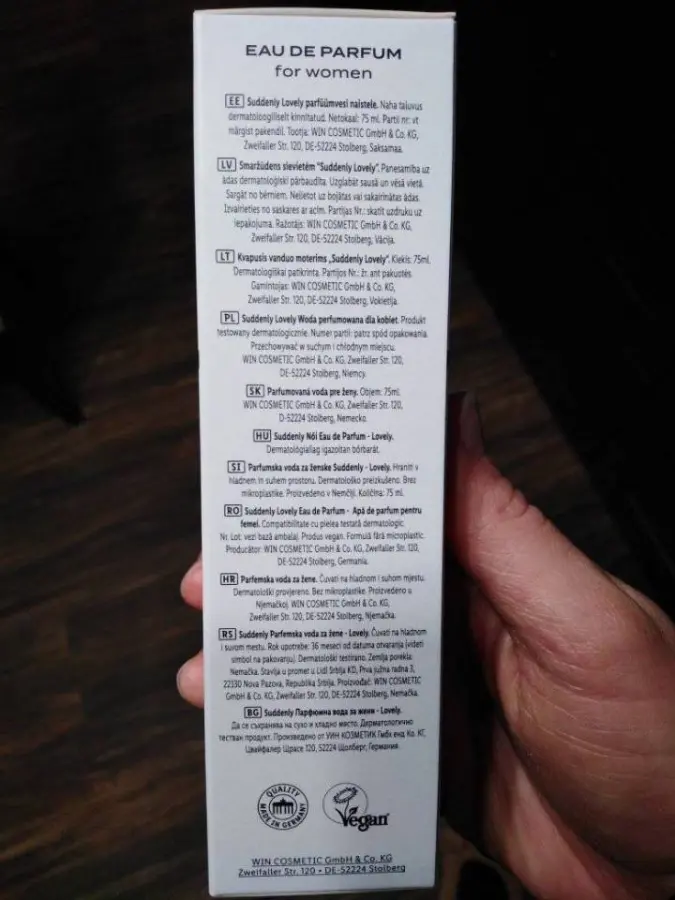 EAU DE PARFUM
for women
EE Suddenly Lovely parfüümvesi naistele. Naha taluvus
dermatoloogiliselt kinnitatud. Netokaal: 75 ml. Partii nr: vt
märgist pakendil. Tootja: WIN COSMETIC GmbH & Co. KG,
Zweifaller Str. 120, DE-52224 Stolberg, Saksamaa.
LV Smaržūdens sievietēm "Suddenly Lovely". Panesamība uz
ādas dermatoloģiski pārbaudīta. Uzglabāt sausā un vēsā vietā.
Sargāt no bērniem. Nelietot uz bojātas vai sakairinātas ādas.
Izvairieties no saskares ar acīm. Partijas Nr.: skatīt uzdruku uz
iepakojuma. Ražotājs: WIN COSMETIC GmbH & Co. KG,
Zweifaller Str. 120, DE-52224 Stolberg, Vācija.
LT Kvapusis vanduo moterims „Suddenly Lovely". Kiekis: 75ml.
Dermatologiškai patikrinta. Partijos Nr.: žr. ant pakuotės.
Gamintojas: WIN COSMETIC GmbH & Co. KG,
Zweifaller Str. 120, DE-52224 Stolberg, Vokietija.
PL Suddenly Lovely Woda perfumowana dla kobiet. Produkt
testowany dermatologicznie. Numer partii: patrz spód opakowania.
Przechowywać w suchym i chłodnym miejscu.
WIN COSMETIC GmbH & Co. KG, Zweifaller Str. 120,
DE-52224 Stolberg, Niemcy.
SK Parfumovaná voda pre ženy. Objem: 75ml.
WIN COSMETIC GmbH & Co. KG, Zweifaller Str. 120,
D-52224 Stolberg, Nemecko.
HU Suddenly Női Eau de Parfum - Lovely.
Dermatológiailag igazoltan bőrbarát.
SI Parfumska voda za ženske Suddenly - Lovely. Hraniti v
hladnem in suhem prostoru. Dermatološko preizkušeno. Brez
mikroplastike. Proizvedeno v Nemčiji. Količina: 75 ml.
RO Suddenly Lovely Eau de Parfum - Apă de parfum pentru
femei. Compatibilitate cu pielea testată dermatologic.
Nr. Lot: vezi bază ambalaj. Produs vegan. Formulă fără microplastic.
Producător: WIN COSMETIC GmbH & Co. KG, Zweifaller Str. 120,
DE-52224 Stolberg, Germania.
HR Parfemska voda za žene. Čuvati na hladnom i suhom mjestu.
Dermatološki provjereno. Bez mikroplastike. Proizvedeno u
Njemačkoj. WIN COSMETIC GmbH & Co. KG,
Zweifaller Str. 120, DE-52224 Stolberg, Njemačka.
RS Suddenly Parfemska voda za žene - Lovely. Čuvati na hladnom
i suvom mestu. Rok upotrebe: 36 meseci od datuma otvaranja (videti
simbol na pakovanju). Dermatološki testirano. Zemlja porekla:
Nemačka. Stavlja u promet u Lidl Srbija KD, Prva južna radna 3,
22330 Nova Pazova, Republika Srbija. Proizvođač: WIN COSMETIC
GmbH & Co. KG, Zweifaller Str. 120, DE-52224 Stolberg, Nemačka.
BG Suddenly Парфюмна вода за жени - Lovely.
Да се съхранява на сухо и хладно място. Дерматологично
тестван продукт. Произведено от УИН КОЗМЕТИК Гмбх енд Ко. КГ,
Цвайфалер Щрасе 120, 52224 Щолберг, Германия.
QUALITY
MADE IN GERMANY
Vegan
WIN COSMETIC GmbH & Co. KG
Zweifaller Str. 120 • DE-52224 Stolberg